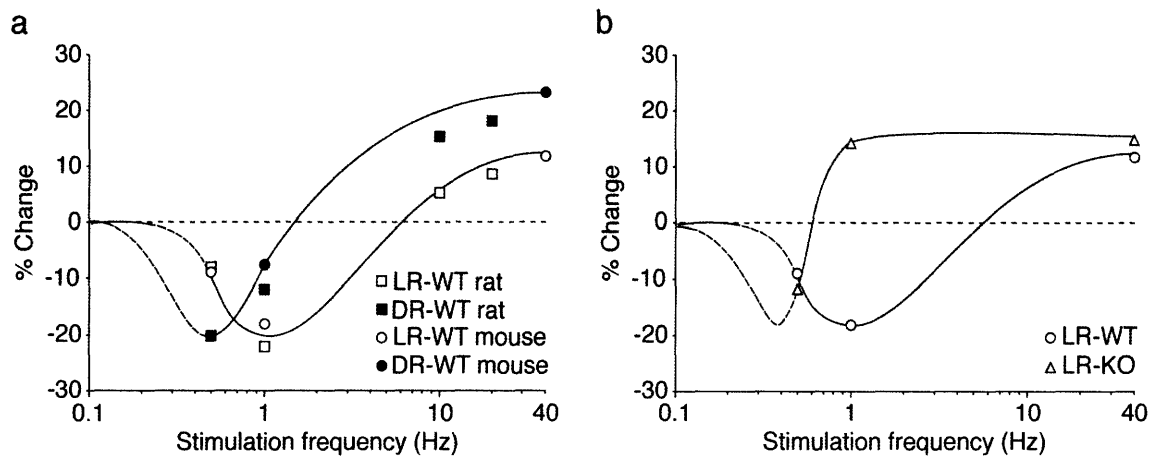 a
30
20
10
0
-10
-20
-30
% Change
0.1
1
10
40
Stimulation frequency (Hz)
LR-WT rat
DR-WT rat
LR-WT mouse
DR-WT mouse
b
30
20
10
0
-10
-20
-30
% Change
0.1
1
10
40
Stimulation frequency (Hz)
LR-WT
LR-KO